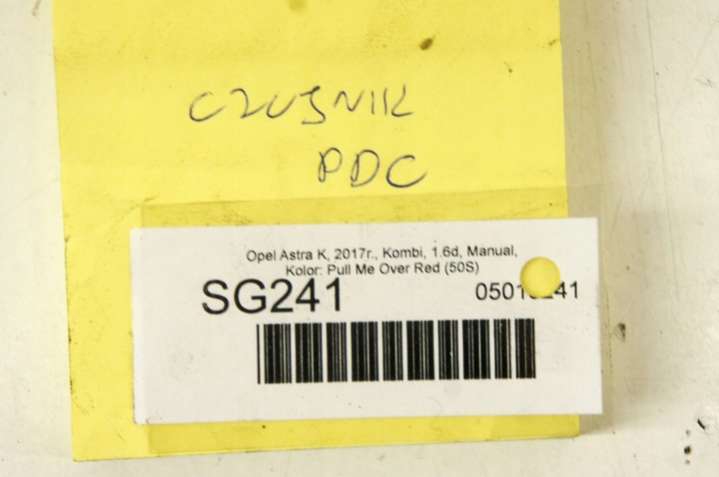 CZUJNIK
PDC
Opel Astra K, 2017r., Kombi, 1.6d, Manual,
Kolor: Pull Me Over Red (50S)
SG241